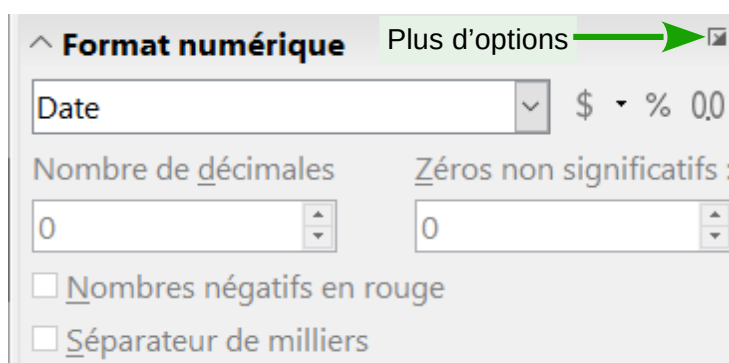 Format numérique Plus d’options
Date $ % 0,0
Nombre de décimales Zéros non significatifs :
0 0
Nombres négatifs en rouge
Séparateur de milliers